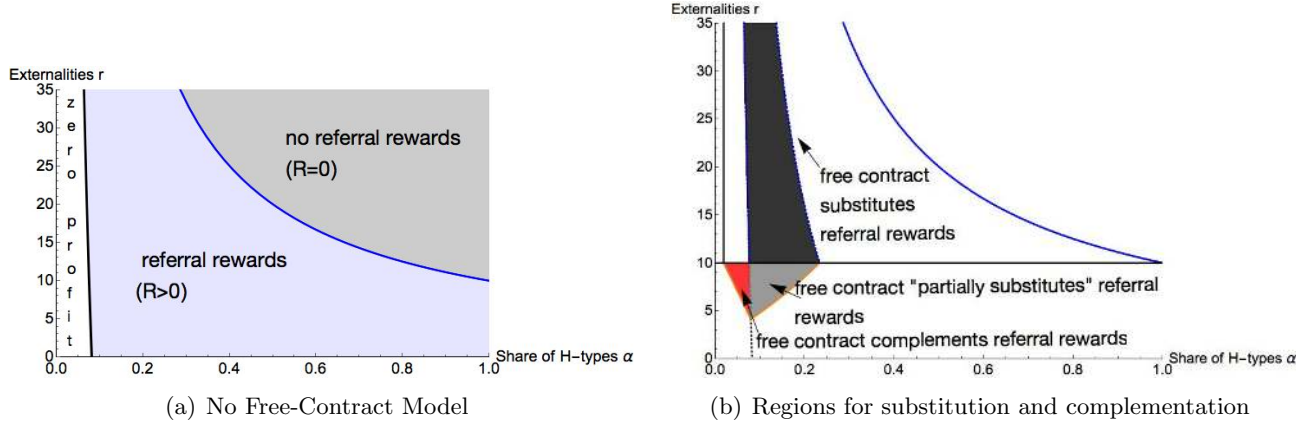 Externalities r
35
30
25
20
15
10
5
0
0.0
0.2
0.4
0.6
0.8
1.0
Share of H-types α
zero profit
no referral rewards
(R=0)
referral rewards
(R>0)
(a) No Free-Contract Model
Externalities r
35
30
25
20
15
10
5
0
0.0
0.2
0.4
0.6
0.8
1.0
Share of H-types α
free contract
substitutes
referral rewards
free contract "partially substitutes" referral
rewards
free contract complements referral rewards
(b) Regions for substitution and complementation